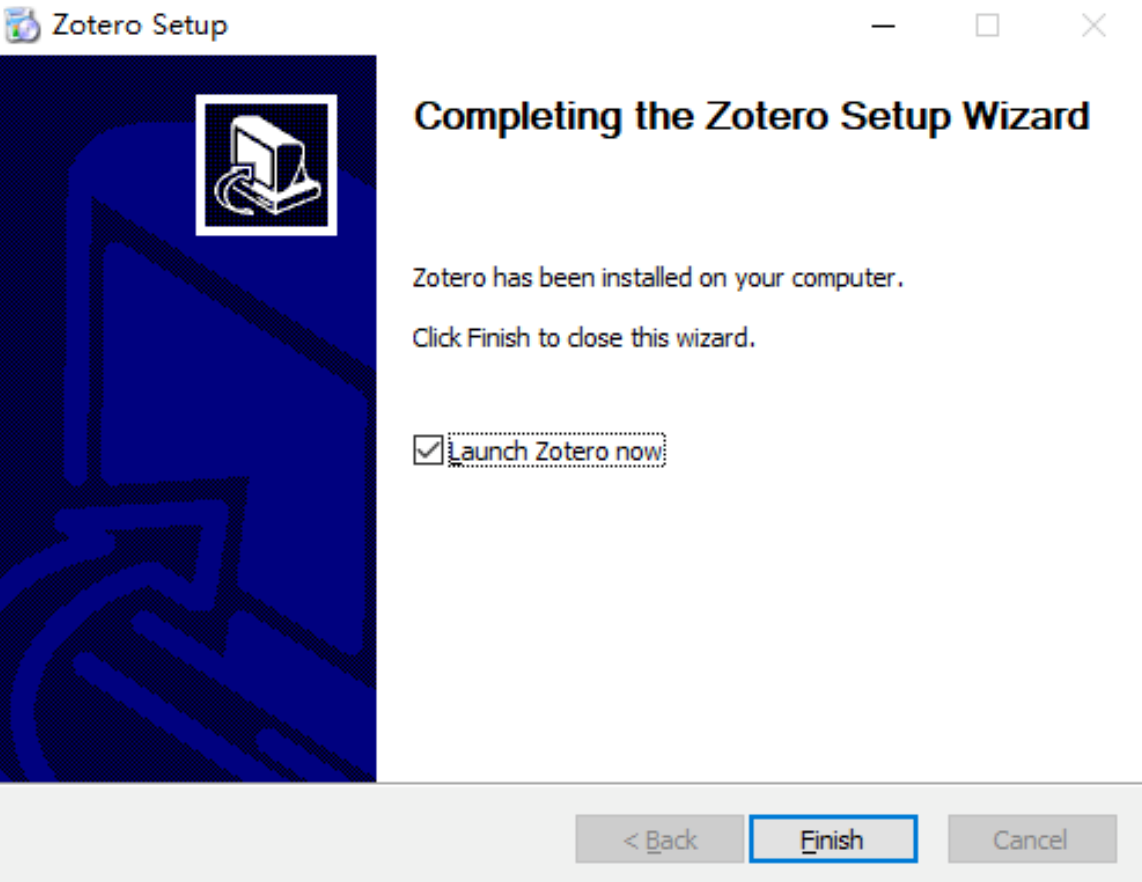 Zotero Setup
Completing the Zotero Setup Wizard
Zotero has been installed on your computer.
Click Finish to close this wizard.
Launch Zotero now
< Back
Finish
Cancel